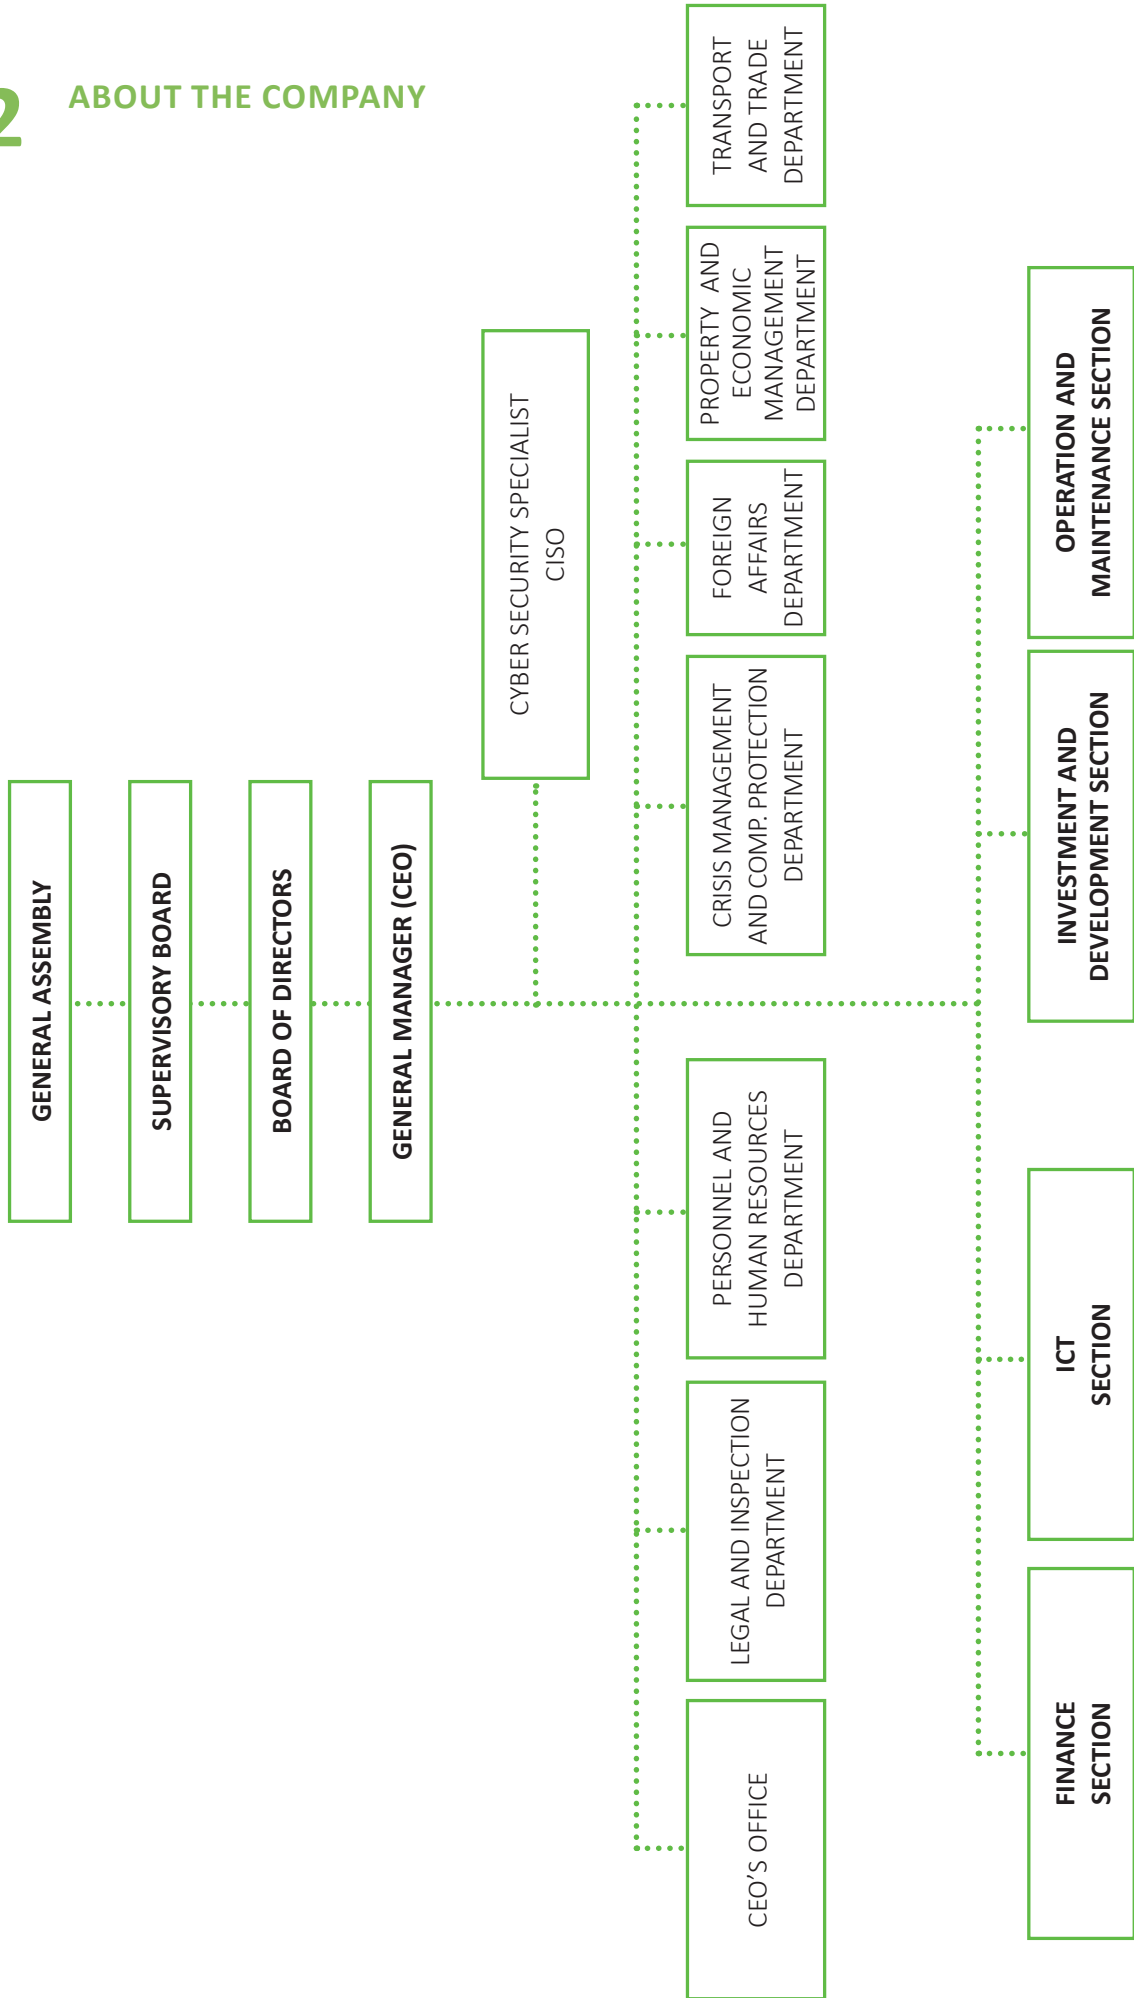 2
ABOUT THE COMPANY
GENERAL ASSEMBLY
SUPERVISORY BOARD
BOARD OF DIRECTORS
GENERAL MANAGER (CEO)
CYBER SECURITY SPECIALIST
CISO
CEO’S OFFICE
LEGAL AND INSPECTION
DEPARTMENT
PERSONNEL AND
HUMAN RESOURCES
DEPARTMENT
CRISIS MANAGEMENT
AND COMP. PROTECTION
DEPARTMENT
FOREIGN
AFFAIRS
DEPARTMENT
PROPERTY AND
ECONOMIC
MANAGEMENT
DEPARTMENT
TRANSPORT
AND TRADE
DEPARTMENT
FINANCE
SECTION
ICT
SECTION
INVESTMENT AND
DEVELOPMENT SECTION
OPERATION AND
MAINTENANCE SECTION